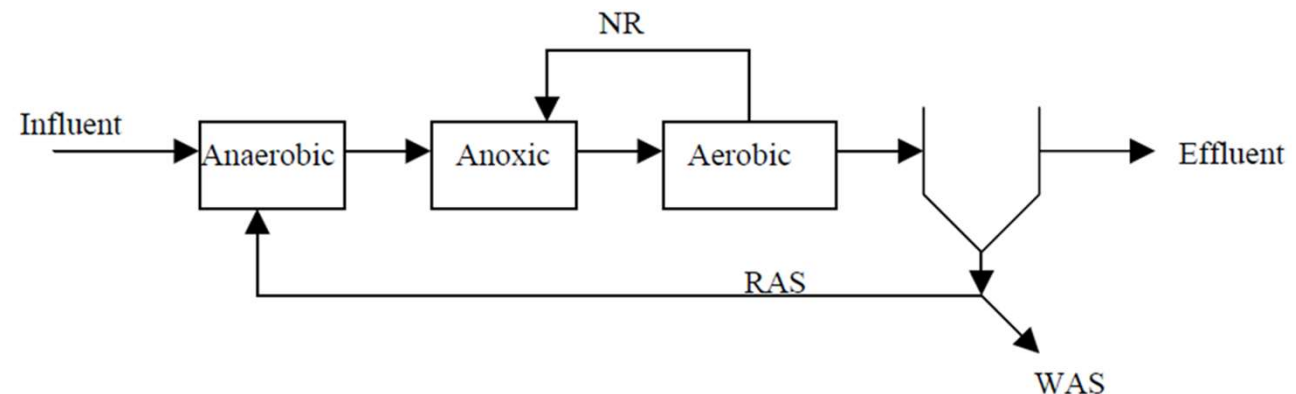 NR
Influent
Anaerobic
Anoxic
Aerobic
Effluent
RAS
WAS